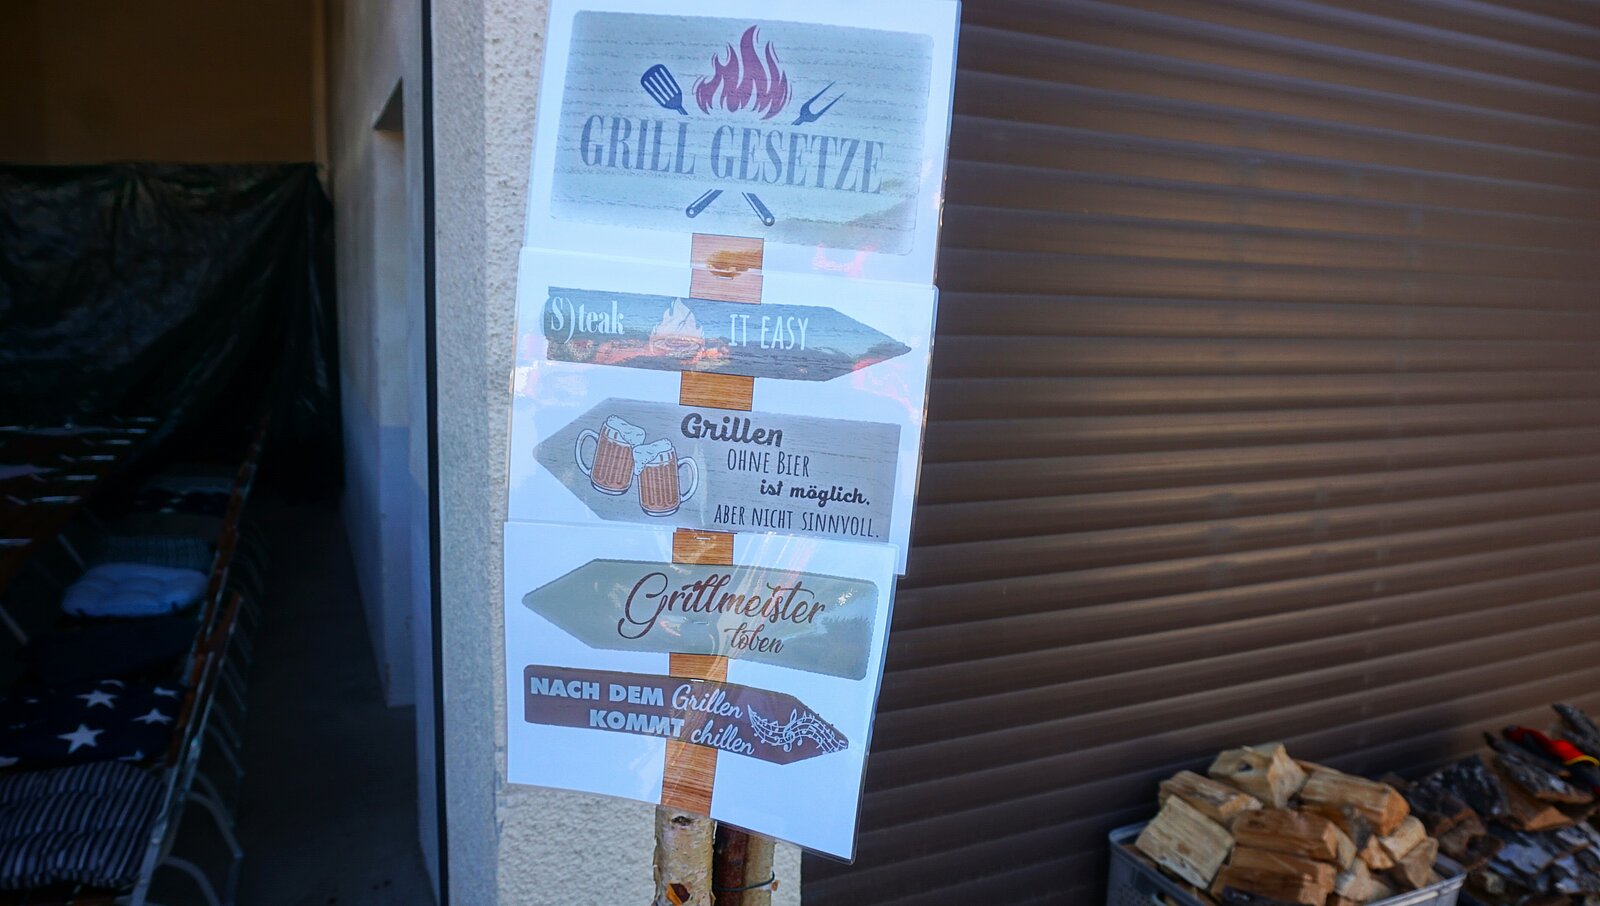 GRILL GESETZE
S)teak IT EASY
Grillen
OHNE BIER
ist möglich.
ABER NICHT SINNVOLL.
Grillmeister
loben
NACH DEM Grillen
KOMMT chillen